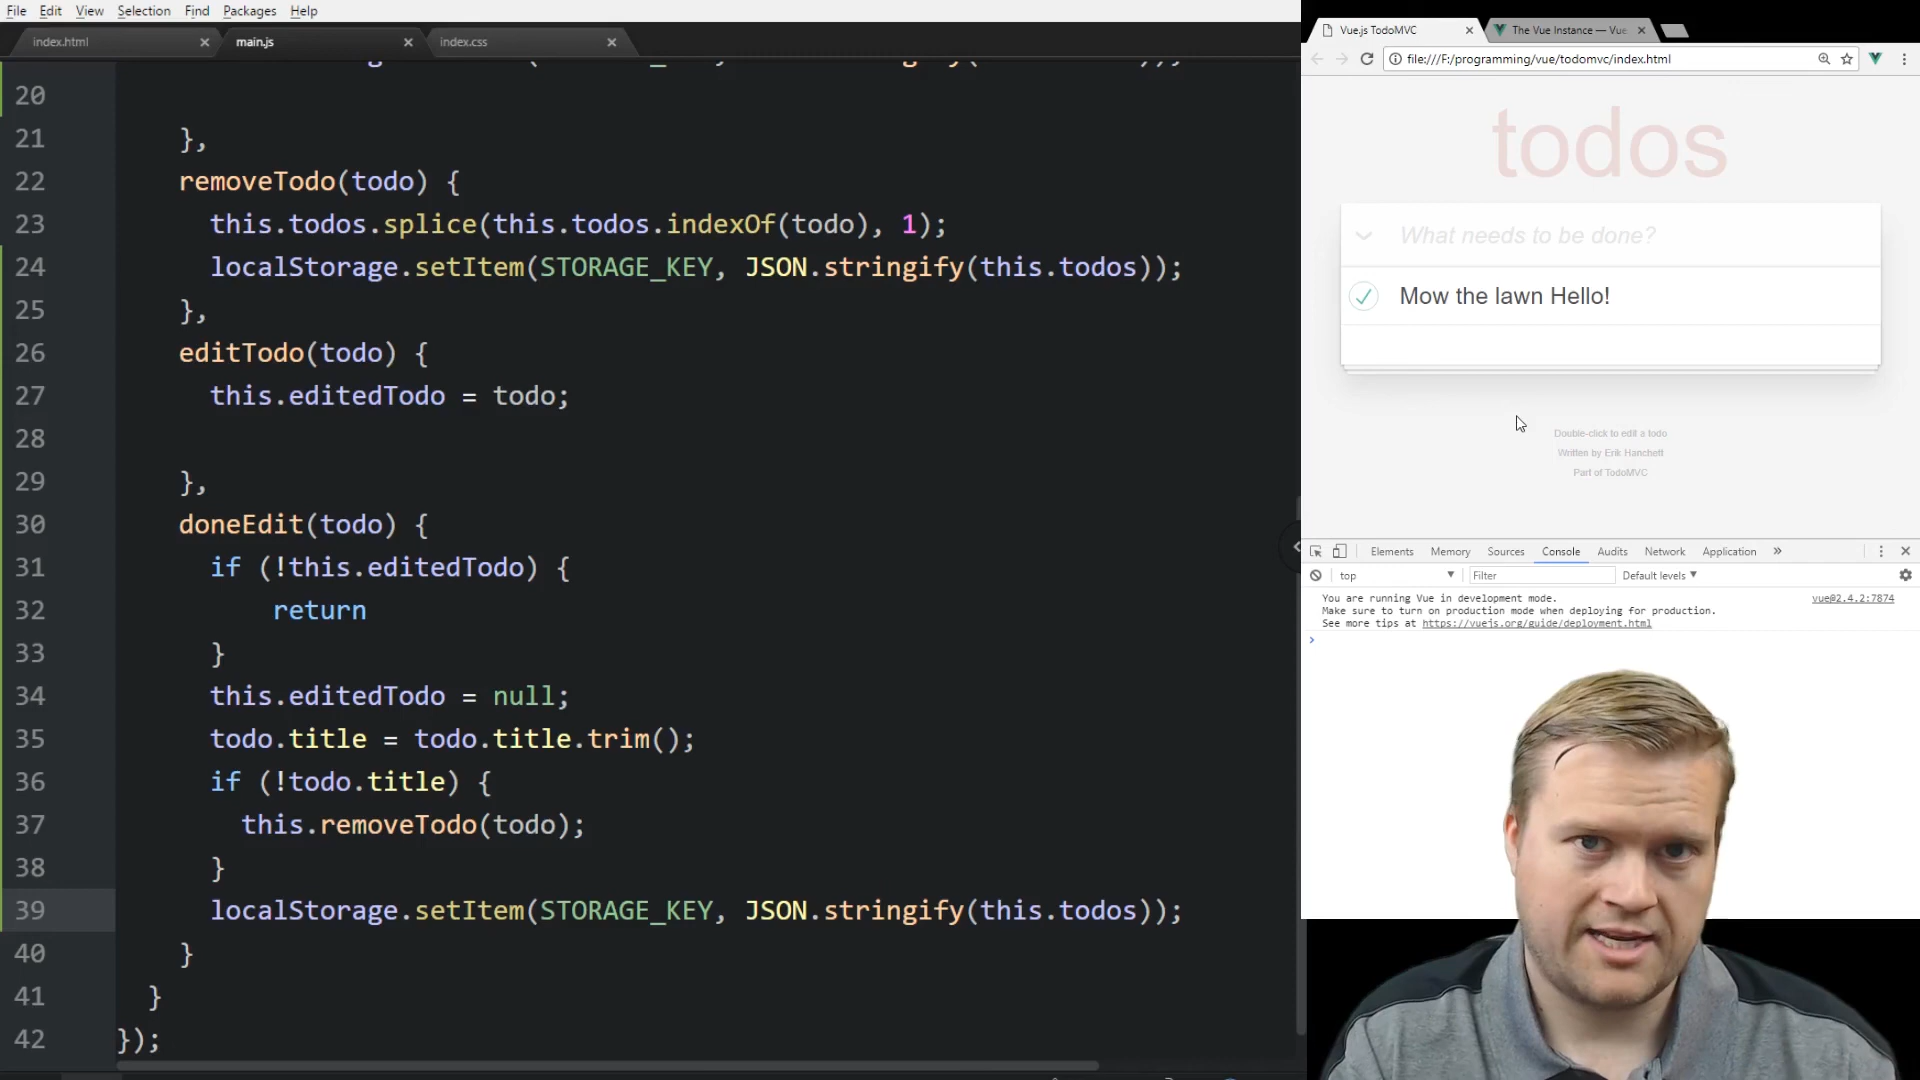 File Edit View Selection Find Packages Help
index.html
main.js
index.css
20
21 },
22 removeTodo(todo) {
23 this.todos.splice(this.todos.indexOf(todo), 1);
24 localStorage.setItem(STORAGE_KEY, JSON.stringify(this.todos));
25 },
26 editTodo(todo) {
27 this.editedTodo = todo;
28
29 },
30 doneEdit(todo) {
31 if (!this.editedTodo) {
32 return
33 }
34 this.editedTodo = null;
35 todo.title = todo.title.trim();
36 if (!todo.title) {
37 this.removeTodo(todo);
38 }
39 localStorage.setItem(STORAGE_KEY, JSON.stringify(this.todos));
40 }
41 }
42 });
Vue.js TodoMVC
The Vue Instance — Vue
file:///F:/programming/vue/todomvc/index.html
todos
What needs to be done?
Mow the lawn Hello!
Double-click to edit a todo
Written by Erik Hanchett
Part of TodoMVC
Elements Memory Sources Console Audits Network Application »
top Filter Default levels
You are running Vue in development mode. vue@2.4.2:7874
Make sure to turn on production mode when deploying for production.
See more tips at https://vuejs.org/guide/deployment.html